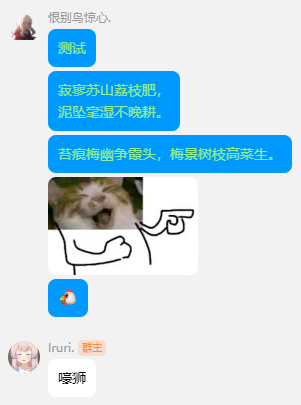 恨别鸟惊心.
测试
寂寥苏山荔枝肥，
泥坠毫湿不晚耕。
苔痕梅幽争霞头，梅景树枝高菜生。
lruri. 群主
嚎狮